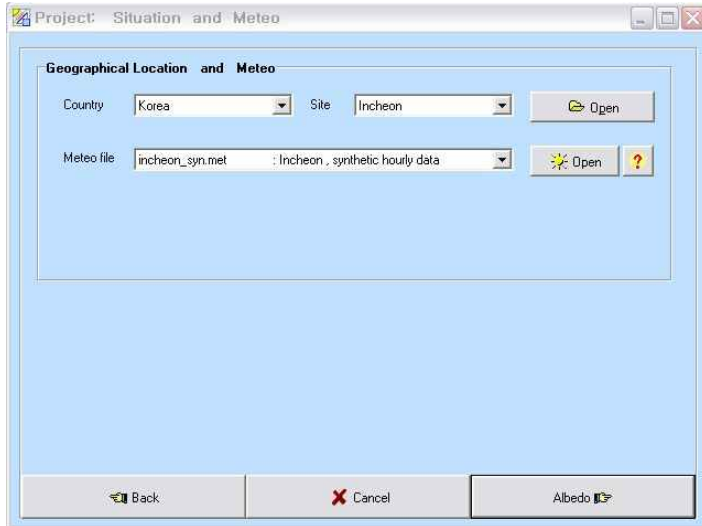 Project: Situation and Meteo
Geographical Location and Meteo
Country Korea Site Incheon Open
Meteo file incheon_syn.met : Incheon , synthetic hourly data Open ?
Back Cancel Albedo